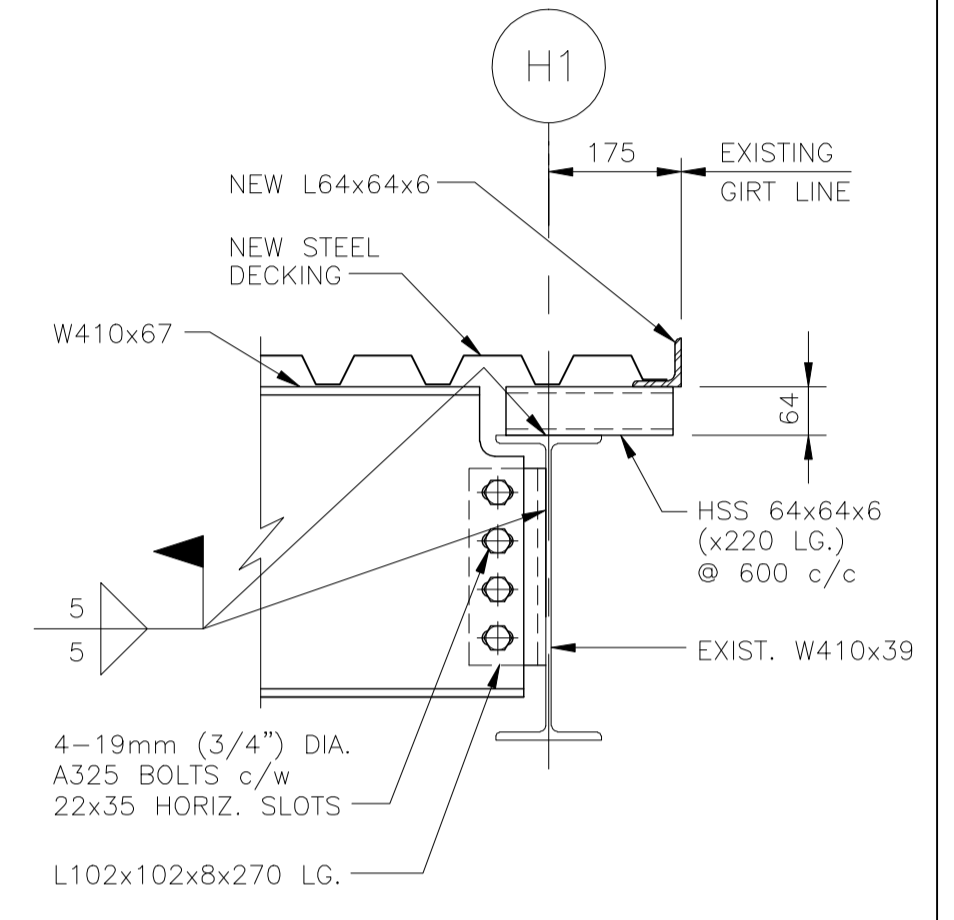 H1
175
EXISTING
GIRT LINE
NEW L64x64x6
NEW STEEL
DECKING
W410x67
64
HSS 64x64x6
(x220 LG.)
@ 600 c/c
5
5
EXIST. W410x39
4-19mm (3/4") DIA.
A325 BOLTS c/w
22x35 HORIZ. SLOTS
L102x102x8x270 LG.